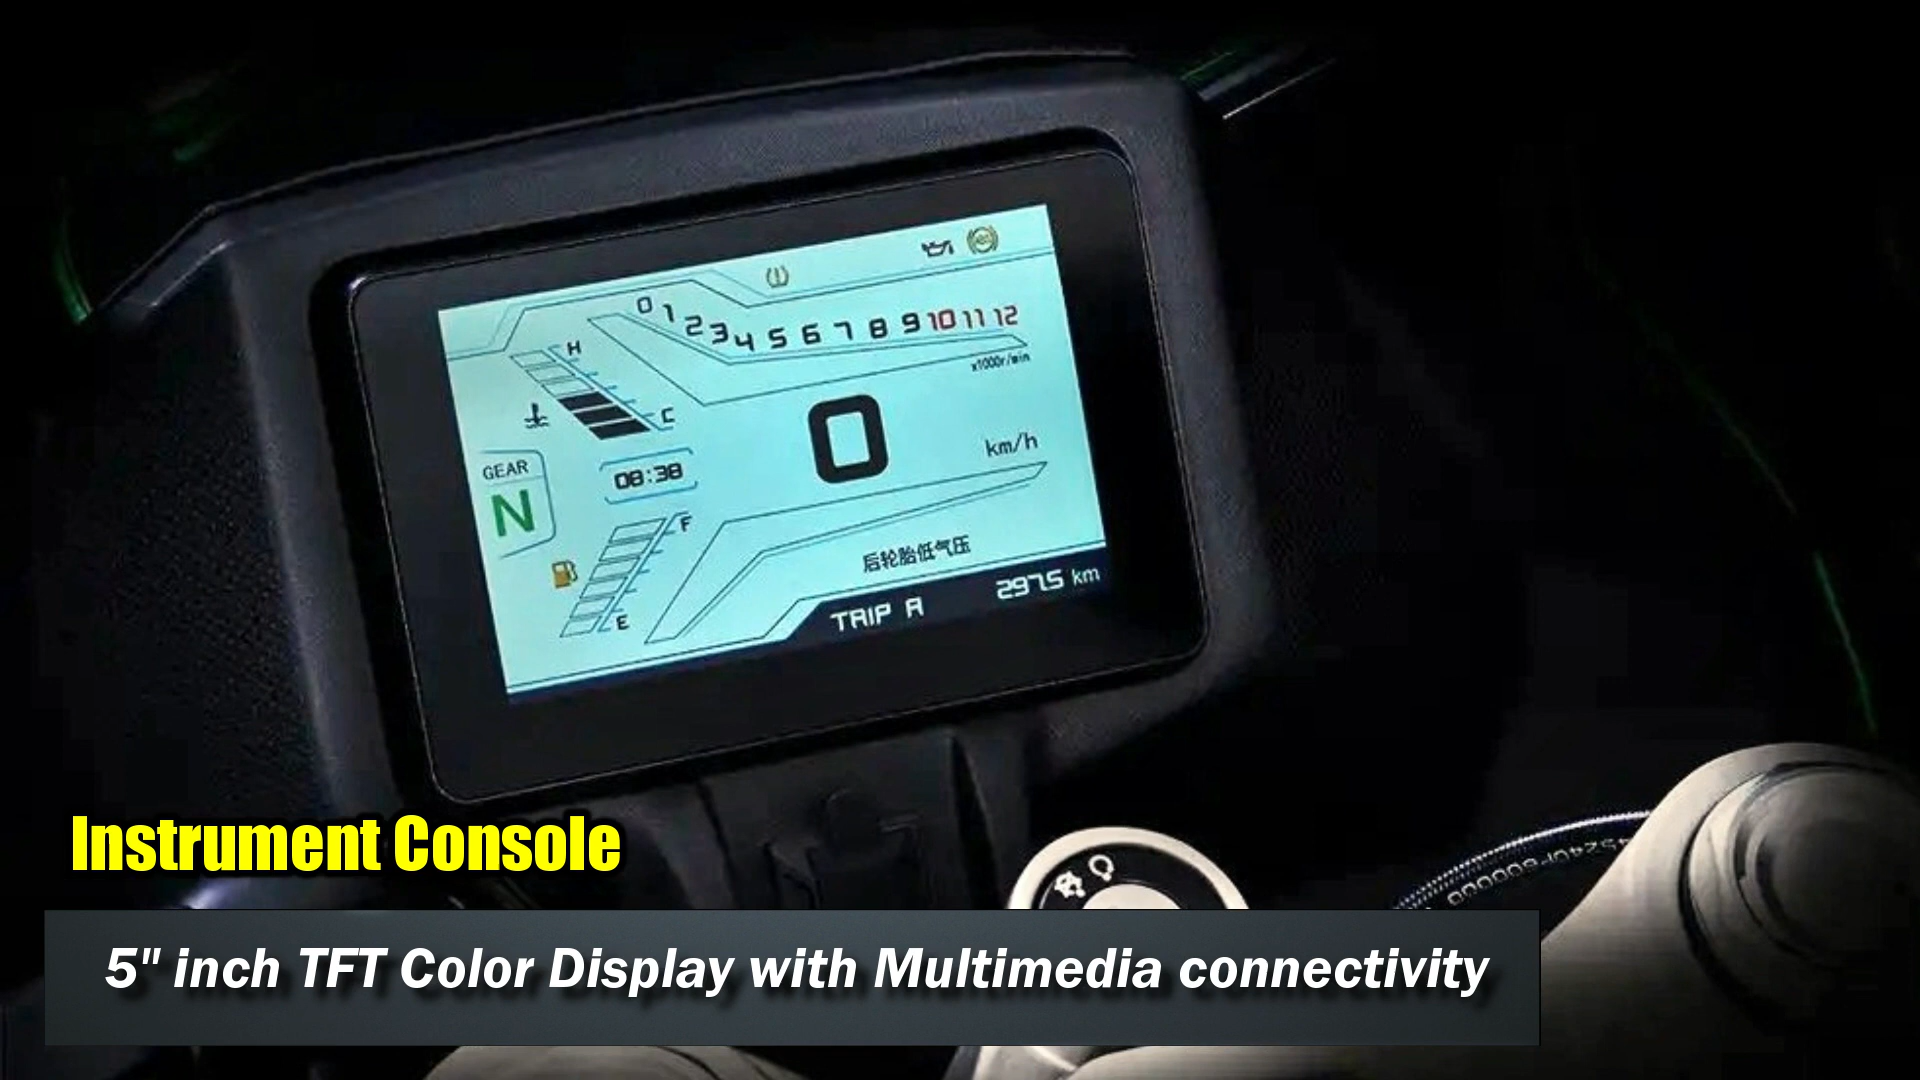 0 1 2 3 4 5 6 7 8 9 10 11 12
x1000r/min
H
C
GEAR
N
08:38
0
km/h
F
E
后轮胎低气压
TRIP A
297.5 km
Instrument Console
5" inch TFT Color Display with Multimedia connectivity